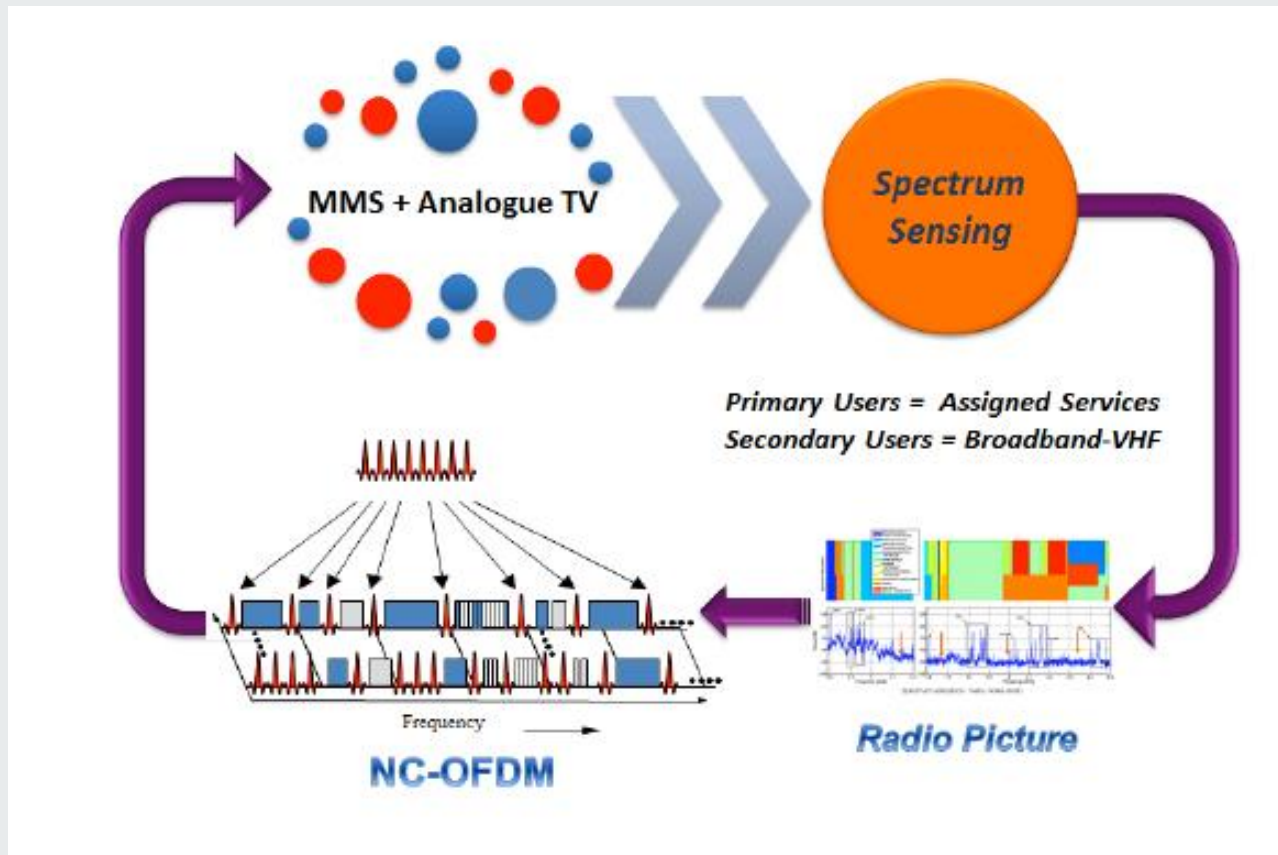 MMS + Analogue TV
Spectrum
Sensing
Primary Users = Assigned Services
Secondary Users = Broadband-VHF
Frequency
NC-OFDM
Radio Picture